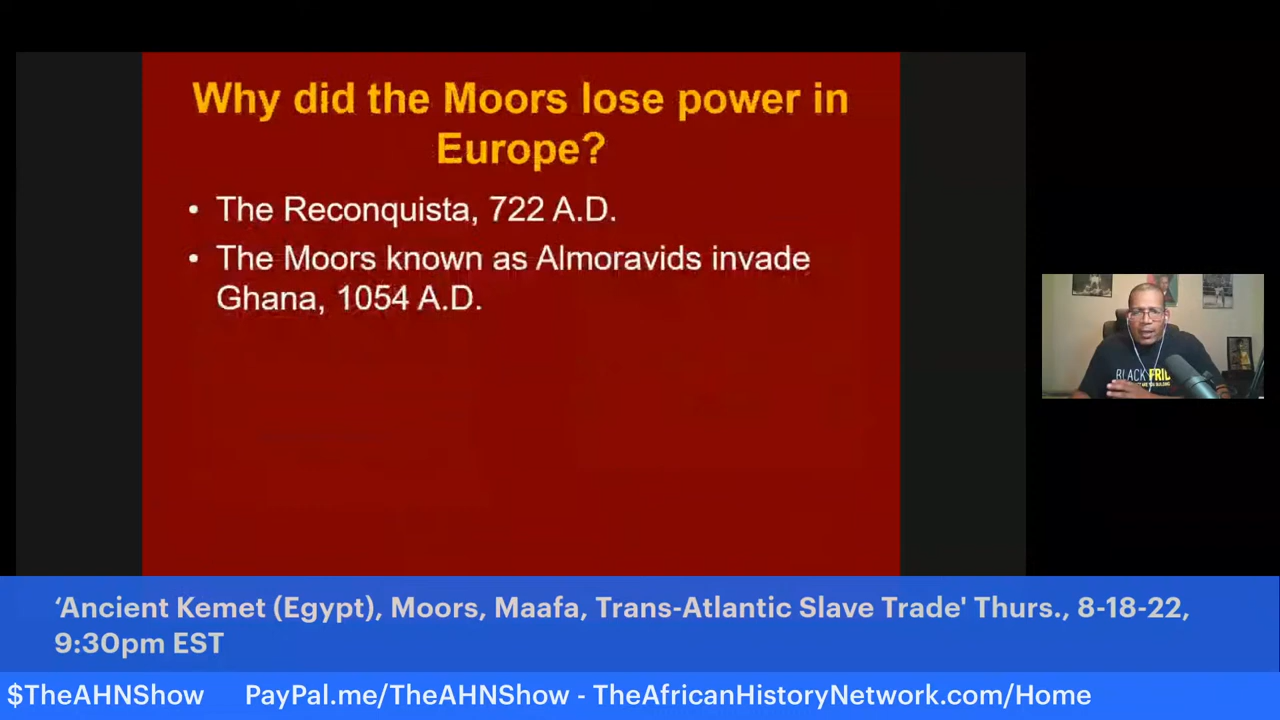 Why did the Moors lose power in
Europe?
• The Reconquista, 722 A.D.
• The Moors known as Almoravids invade
Ghana, 1054 A.D.
BLACK FRID
‘Ancient Kemet (Egypt), Moors, Maafa, Trans-Atlantic Slave Trade' Thurs., 8-18-22,
9:30pm EST
$TheAHNShow PayPal.me/TheAHNShow - TheAfricanHistoryNetwork.com/Home